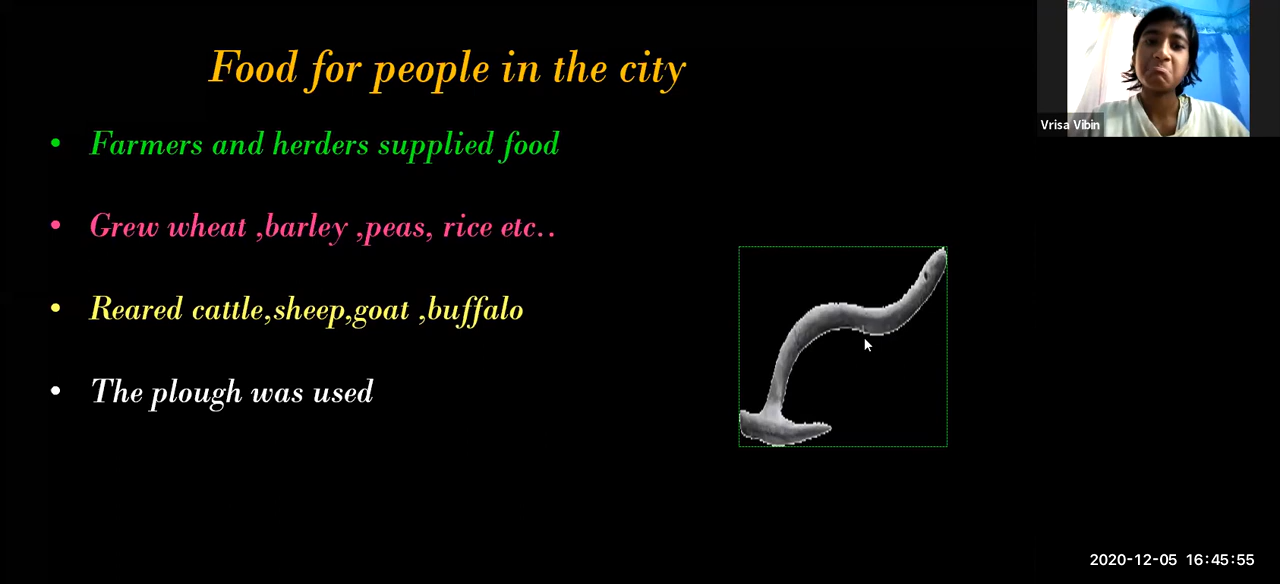 Food for people in the city
• Farmers and herders supplied food
• Grew wheat ,barley ,peas, rice etc..
• Reared cattle,sheep,goat ,buffalo
• The plough was used
Vrisa Vibin
2020-12-05 16:45:55